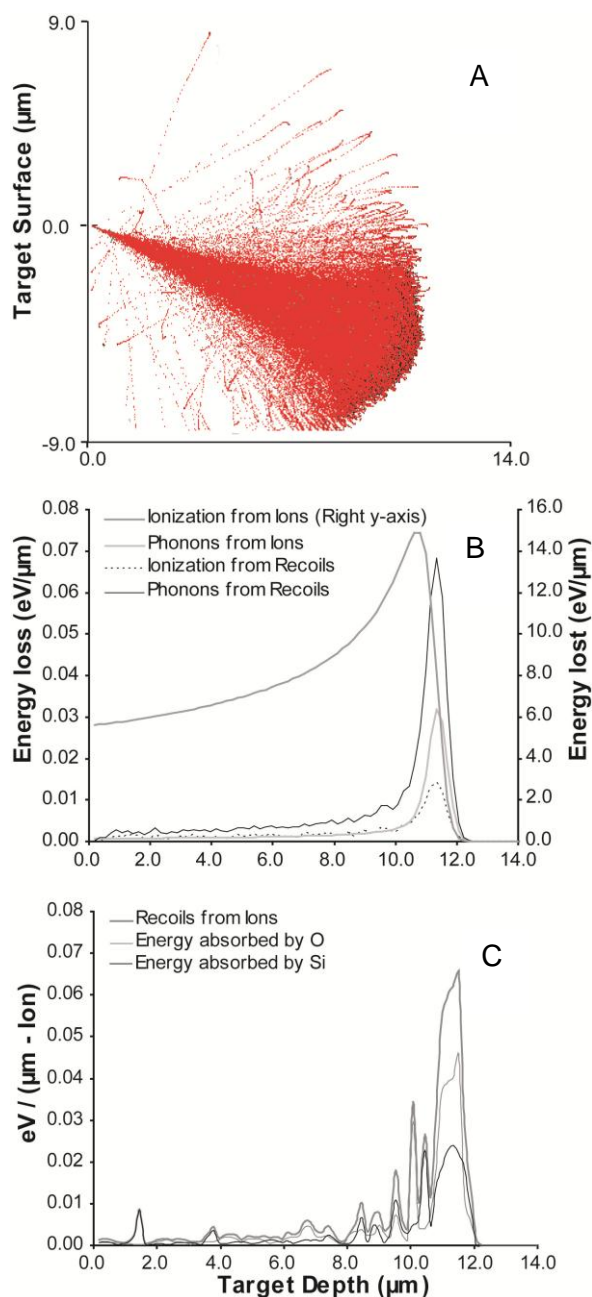 9.0
A
Target Surface (µm)
0.0
-9.0
0.0
14.0
0.08
16.0
Ionization from Ions (Right y-axis)
B
0.07
14.0
Phonons from Ions
Ionization from Recoils
0.06
12.0
Phonons from Recoils
Energy loss (eV/µm)
Energy lost (eV/µm)
0.05
10.0
0.04
8.0
0.03
6.0
0.02
4.0
0.01
2.0
0.00
0.0
0.0 2.0 4.0 6.0 8.0 10.0 12.0 14.0
0.08
Recoils from Ions
0.07
Energy absorbed by O
C
Energy absorbed by Si
0.06
eV / (µm - Ion)
0.05
0.04
0.03
0.02
0.01
0.00
0.0 2.0 4.0 6.0 8.0 10.0 12.0 14.0
Target Depth (µm)